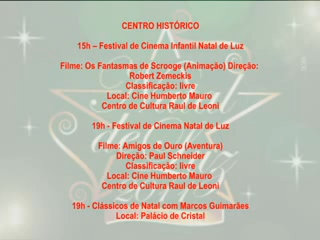 CENTRO HISTÓRICO
15h – Festival de Cinema Infantil Natal de Luz
Filme: Os Fantasmas de Scrooge (Animação) Direção:
Robert Zemeckis
Classificação: livre
Local: Cine Humberto Mauro
Centro de Cultura Raul de Leoni
19h - Festival de Cinema Natal de Luz
Filme: Amigos de Ouro (Aventura)
Direção: Paul Schneider
Classificação: livre
Local: Cine Humberto Mauro
Centro de Cultura Raul de Leoni
19h - Clássicos de Natal com Marcos Guimarães
Local: Palácio de Cristal